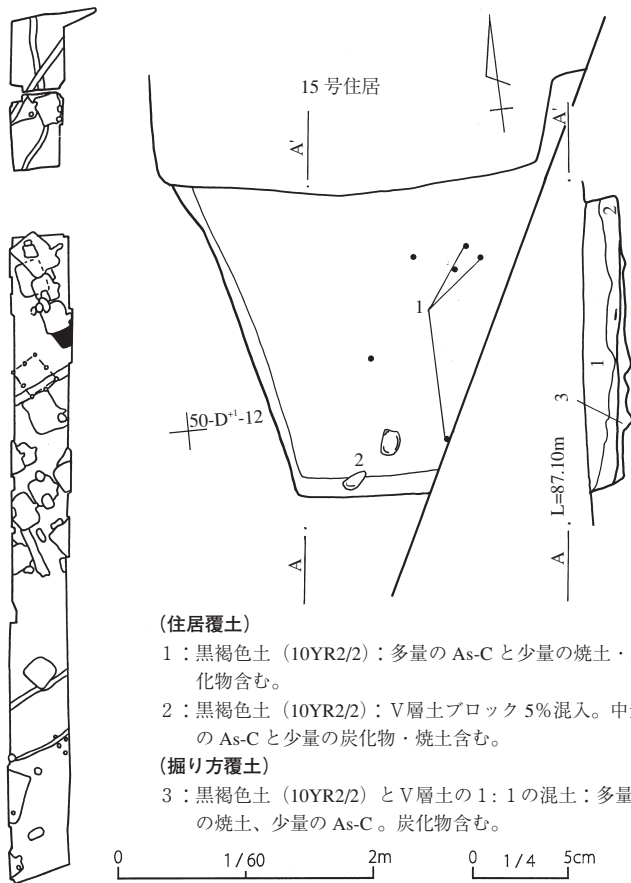 15 号住居
A'
A'
2
1
1
3
50-D⁺¹-12
2
L=87.10m
A
A
(住居覆土)
1：黒褐色土（10YR2/2）：多量の As-C と少量の焼土・
化物含む。
2：黒褐色土（10YR2/2）：Ⅴ層土ブロック 5%混入。中
の As-C と少量の炭化物・焼土含む。
(掘り方覆土)
3：黒褐色土（10YR2/2）とⅤ層土の 1：1 の混土：多量
の焼土、少量の As-C 。炭化物含む。
0 1/60 2m 0 1/4 5cm